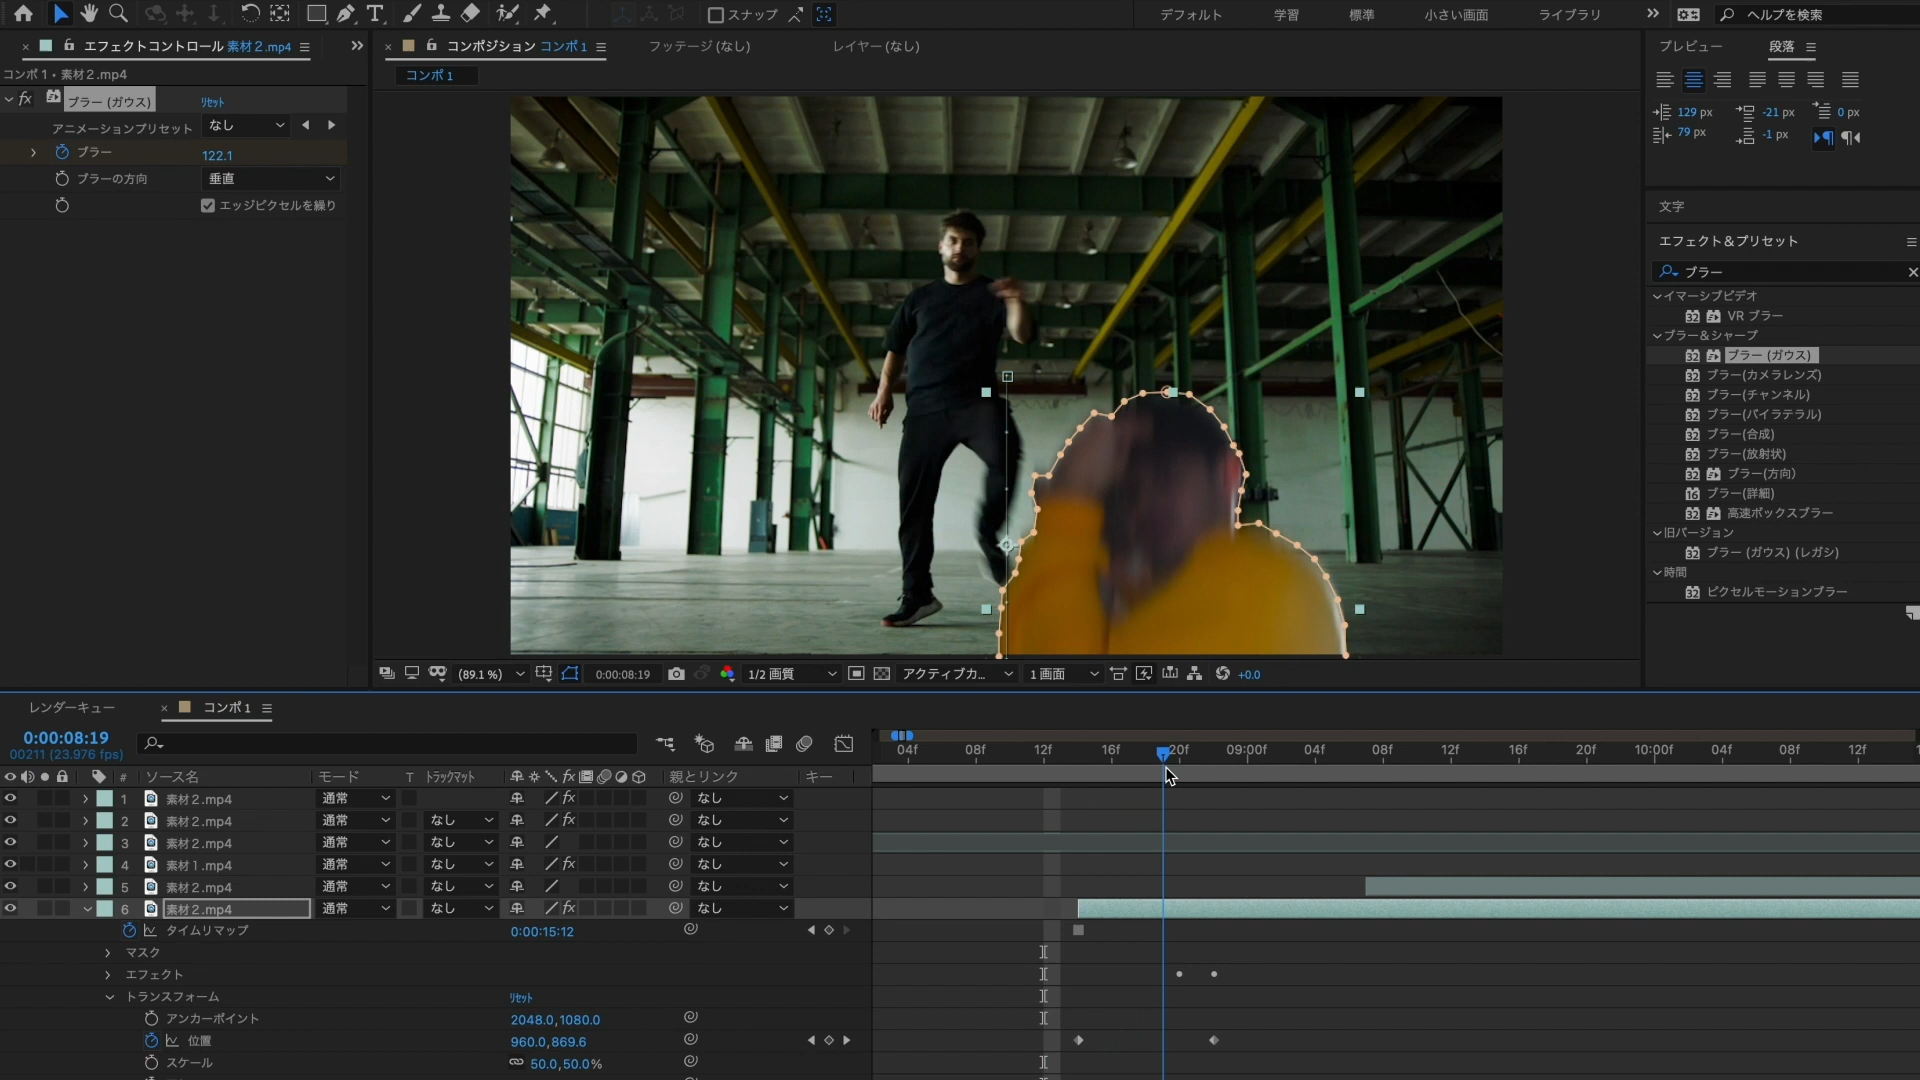 スナップ
デフォルト 学習 標準 小さい画面 ライブラリ
ヘルプを検索
エフェクトコントロール 素材2.mp4
コンポジション コンポ1
フッテージ (なし)
レイヤー (なし)
プレビュー
段落
コンポ1・素材2.mp4
コンポ1
fx ブラー (ガウス) リセット
アニメーションプリセット なし
ブラー 122.1
ブラーの方向 垂直
エッジピクセルを繰り
129 px -21 px 0 px
79 px -1 px
文字
エフェクト&プリセット
ブラー
イマーシブビデオ
VR ブラー
ブラー&シャープ
ブラー (ガウス)
ブラー(カメラレンズ)
ブラー(チャンネル)
ブラー(バイラテラル)
ブラー(合成)
ブラー(放射状)
ブラー(方向)
ブラー(詳細)
高速ボックスブラー
旧バージョン
ブラー (ガウス) (レガシ)
時間
ピクセルモーションブラー
(89.1 %) 0:00:08:19 1/2 画質 アクティブカ... 1画面 +0.0
レンダーキュー
コンポ1
0:00:08:19
00211 (23.976 fps)
04f 08f 12f 16f 20f 09:00f 04f 08f 12f 16f 20f 10:00f 04f 08f 12f
# ソース名 モード T トラックマット fx 親とリンク キー
1 素材2.mp4 通常 fx なし
2 素材2.mp4 通常 なし fx なし
3 素材2.mp4 通常 なし なし
4 素材1.mp4 通常 なし fx なし
5 素材2.mp4 通常 なし なし
6 素材2.mp4 通常 なし fx なし
タイムリマップ 0:00:15:12
マスク
エフェクト
トランスフォーム リセット
アンカーポイント 2048.0,1080.0
位置 960.0,869.6
スケール 50.0,50.0%